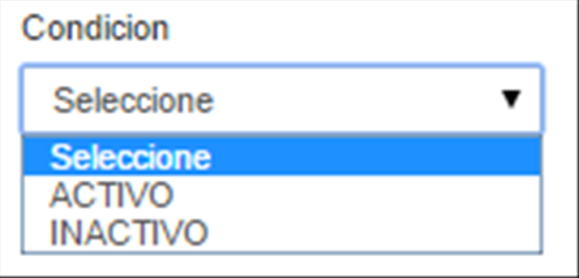 Condicion
Seleccione
Seleccione
ACTIVO
INACTIVO